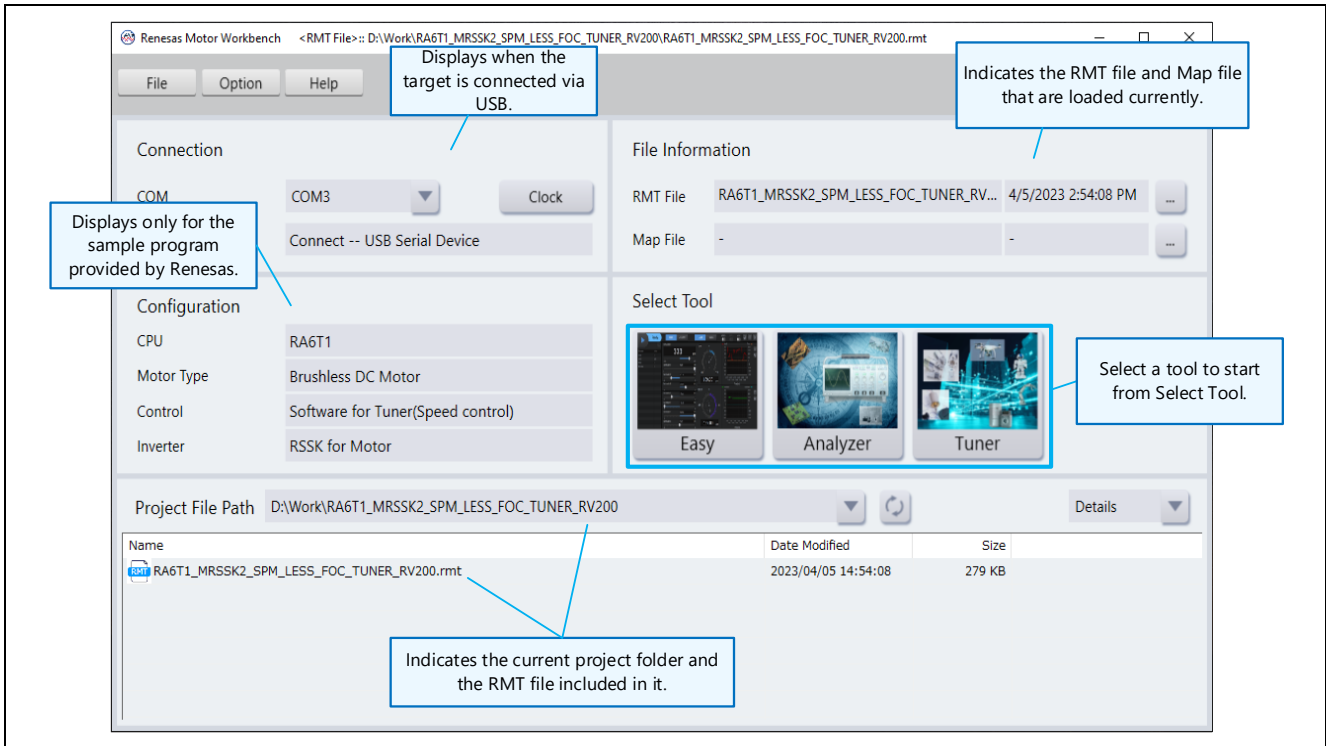 Renesas Motor Workbench <RMT File>:: D:\Work\RA6T1_MRSSK2_SPM_LESS_FOC_TUNER_RV200\RA6T1_MRSSK2_SPM_LESS_FOC_TUNER_RV200.rmt
File Option Help
Displays when the
target is connected via
USB.
Indicates the RMT file and Map file
that are loaded currently.
Connection
COM COM3 Clock
Connect -- USB Serial Device
Displays only for the
sample program
provided by Renesas.
File Information
RMT File RA6T1_MRSSK2_SPM_LESS_FOC_TUNER_RV... 4/5/2023 2:54:08 PM ...
Map File - - ...
Configuration
CPU RA6T1
Motor Type Brushless DC Motor
Control Software for Tuner(Speed control)
Inverter RSSK for Motor
Select Tool
Easy Analyzer Tuner
Select a tool to start
from Select Tool.
Project File Path D:\Work\RA6T1_MRSSK2_SPM_LESS_FOC_TUNER_RV200 Details
Name Date Modified Size
RMT RA6T1_MRSSK2_SPM_LESS_FOC_TUNER_RV200.rmt 2023/04/05 14:54:08 279 KB
Indicates the current project folder and
the RMT file included in it.